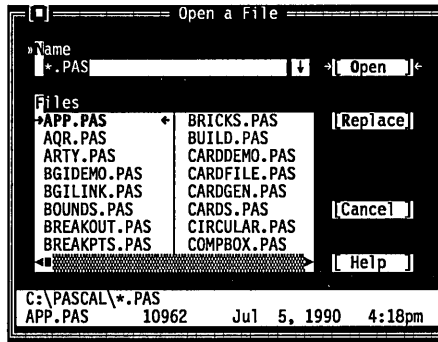 [■] Open a File
»Name
*.PAS ↓ →[ Open ]←
Files
→APP.PAS ← BRICKS.PAS [Replace]
AQR.PAS BUILD.PAS
ARTY.PAS CARDDEMO.PAS
BGIDEMO.PAS CARDFILE.PAS
BGILINK.PAS CARDGEN.PAS
BOUNDS.PAS CARDS.PAS [Cancel ]
BREAKOUT.PAS CIRCULAR.PAS
BREAKPTS.PAS COMPBOX.PAS
[ Help ]
C:\PASCAL\*.PAS
APP.PAS 10962 Jul 5, 1990 4:18pm